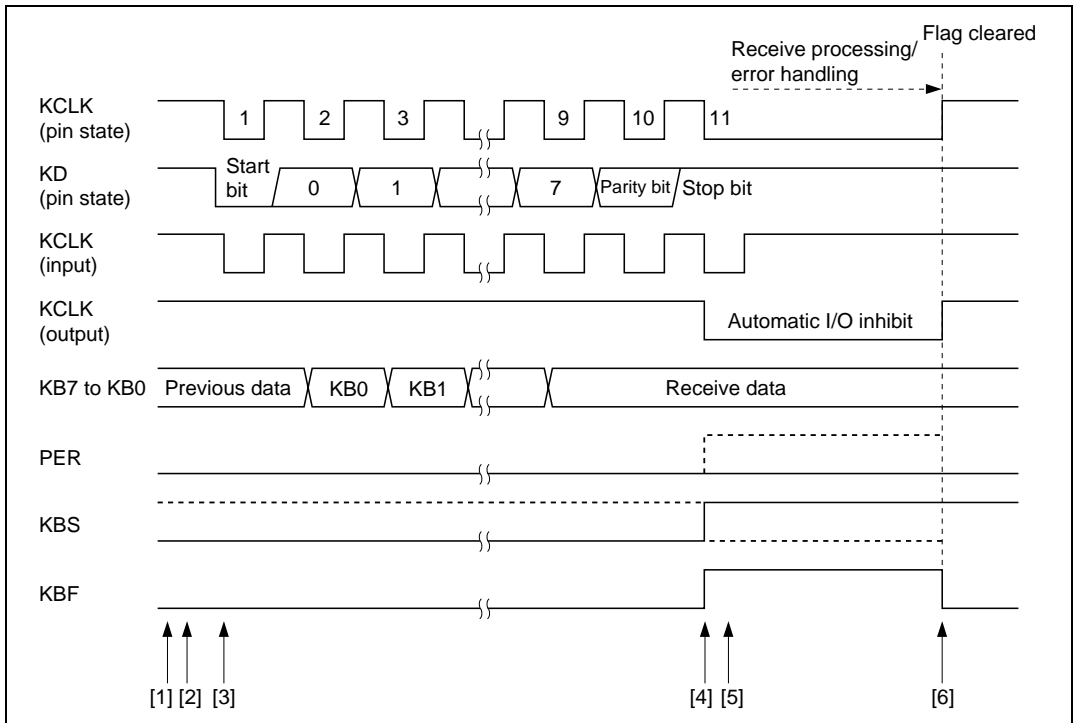 Flag cleared
Receive processing/
error handling
KCLK
(pin state)
1 2 3 9 10 11
KD
(pin state)
Start
bit
0 1 7 Parity bit Stop bit
KCLK
(input)
KCLK
(output)
Automatic I/O inhibit
KB7 to KB0 Previous data KB0 KB1 Receive data
PER
KBS
KBF
[1] [2] [3] [4] [5] [6]